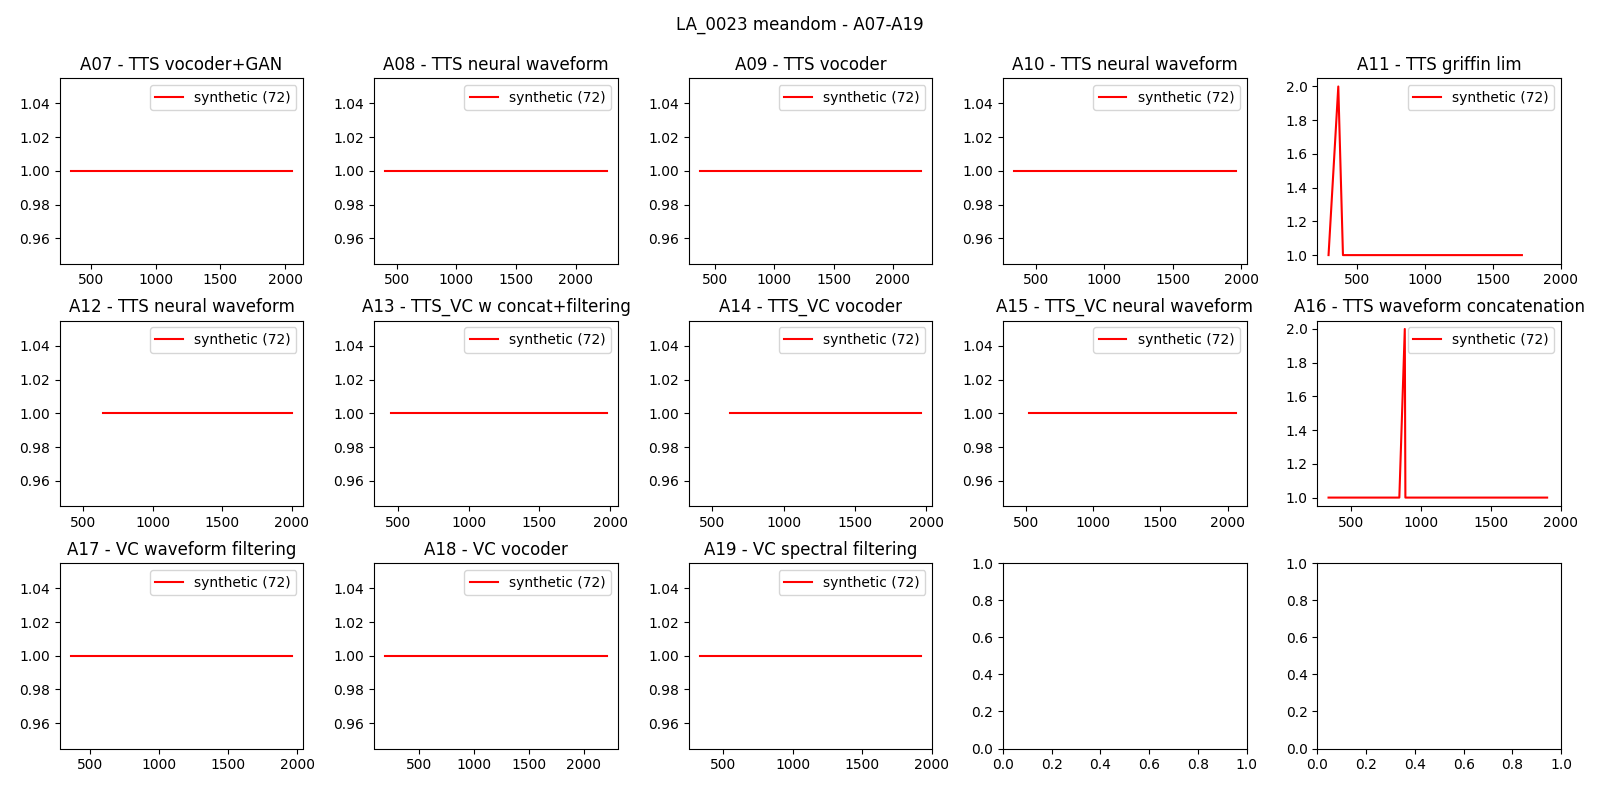 LA_0023 meandom - A07-A19
A07 - TTS vocoder+GAN
A08 - TTS neural waveform
A09 - TTS vocoder
A10 - TTS neural waveform
A11 - TTS griffin lim
synthetic (72)
synthetic (72)
synthetic (72)
synthetic (72)
synthetic (72)
1.04
1.02
1.00
0.98
0.96
1.04
1.02
1.00
0.98
0.96
1.04
1.02
1.00
0.98
0.96
1.04
1.02
1.00
0.98
0.96
2.0
1.8
1.6
1.4
1.2
1.0
500 1000 1500 2000
500 1000 1500 2000
500 1000 1500 2000
500 1000 1500 2000
500 1000 1500 2000
A12 - TTS neural waveform
A13 - TTS_VC w concat+filtering
A14 - TTS_VC vocoder
A15 - TTS_VC neural waveform
A16 - TTS waveform concatenation
synthetic (72)
synthetic (72)
synthetic (72)
synthetic (72)
synthetic (72)
1.04
1.02
1.00
0.98
0.96
1.04
1.02
1.00
0.98
0.96
1.04
1.02
1.00
0.98
0.96
1.04
1.02
1.00
0.98
0.96
2.0
1.8
1.6
1.4
1.2
1.0
500 1000 1500 2000
500 1000 1500 2000
500 1000 1500 2000
500 1000 1500 2000
500 1000 1500 2000
A17 - VC waveform filtering
A18 - VC vocoder
A19 - VC spectral filtering
synthetic (72)
synthetic (72)
synthetic (72)
1.04
1.02
1.00
0.98
0.96
1.04
1.02
1.00
0.98
0.96
1.04
1.02
1.00
0.98
0.96
1.0
0.8
0.6
0.4
0.2
0.0
1.0
0.8
0.6
0.4
0.2
0.0
500 1000 1500 2000
500 1000 1500 2000
500 1000 1500 2000
0.0 0.2 0.4 0.6 0.8 1.0
0.0 0.2 0.4 0.6 0.8 1.0